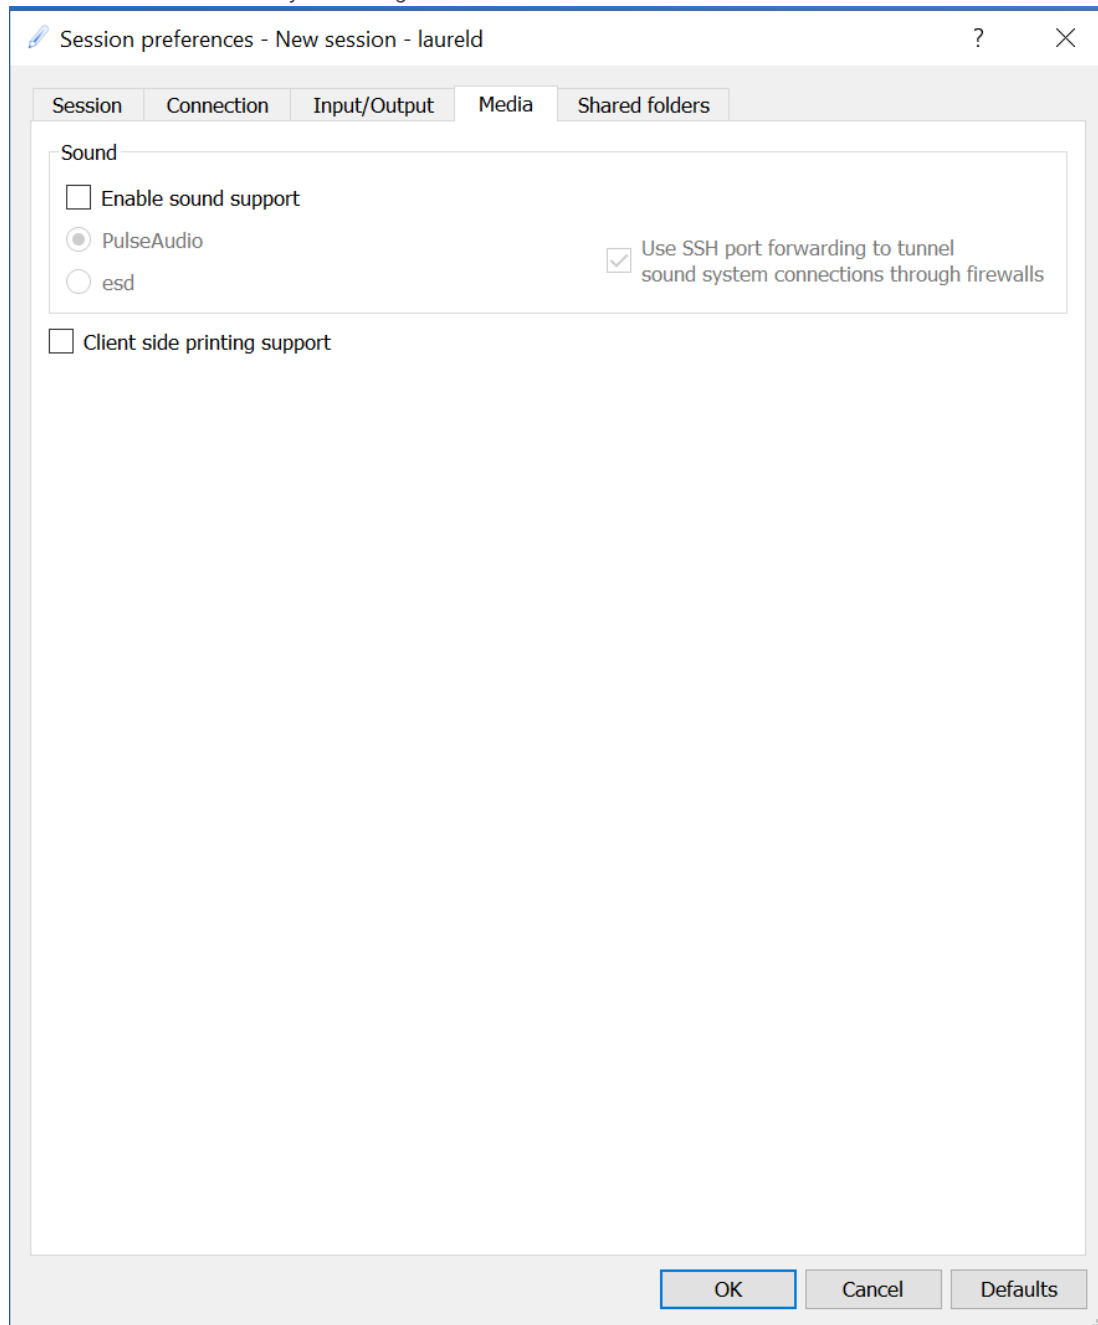 Session preferences - New session - laureld
?
Session Connection Input/Output Media Shared folders
Sound
Enable sound support
PulseAudio
Use SSH port forwarding to tunnel
sound system connections through firewalls
esd
Client side printing support
OK Cancel Defaults